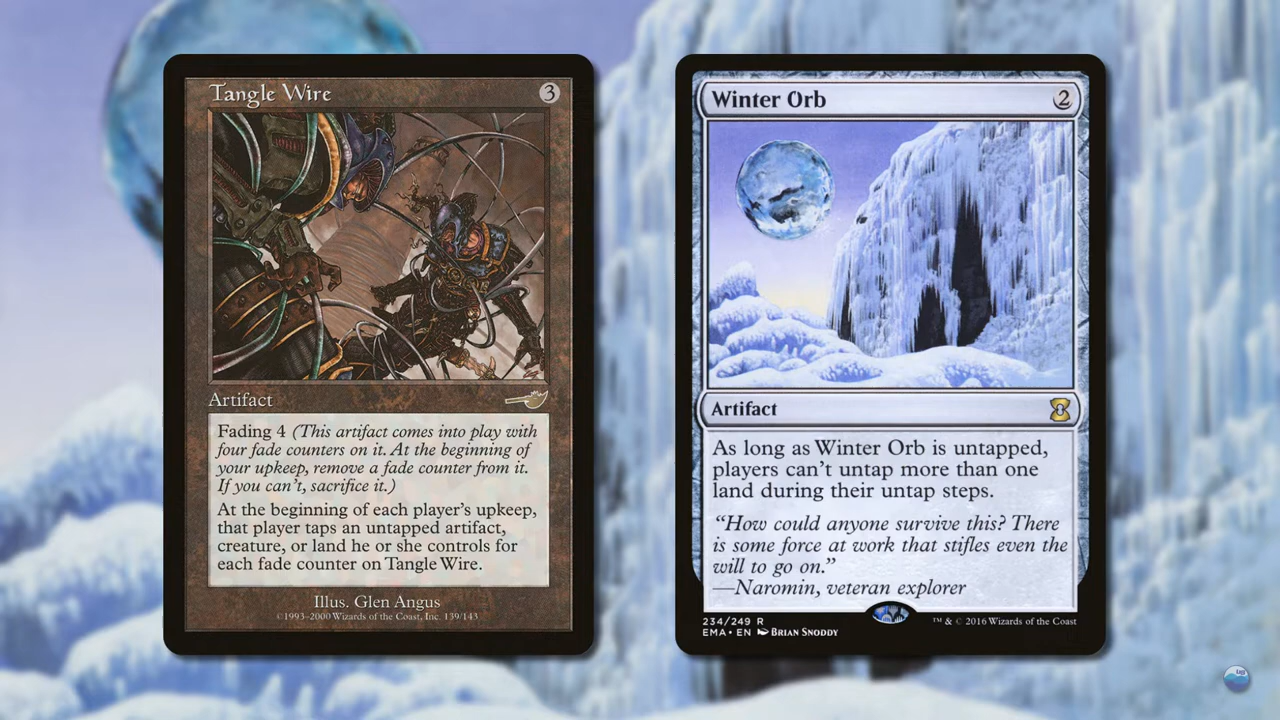 Tangle Wire
3
Artifact
Fading 4 (This artifact comes into play with
four fade counters on it. At the beginning of
your upkeep, remove a fade counter from it.
If you can't, sacrifice it.)
At the beginning of each player's upkeep,
that player taps an untapped artifact,
creature, or land he or she controls for
each fade counter on Tangle Wire.
Illus. Glen Angus
©1993–2000 Wizards of the Coast, Inc. 139/143
Winter Orb
2
Artifact
As long as Winter Orb is untapped,
players can't untap more than one
land during their untap steps.
“How could anyone survive this? There
is some force at work that stifles even the
will to go on.”
—Naromin, veteran explorer
234/249 R
™ & © 2016 Wizards of the Coast
EMA • EN Brian Snoddy